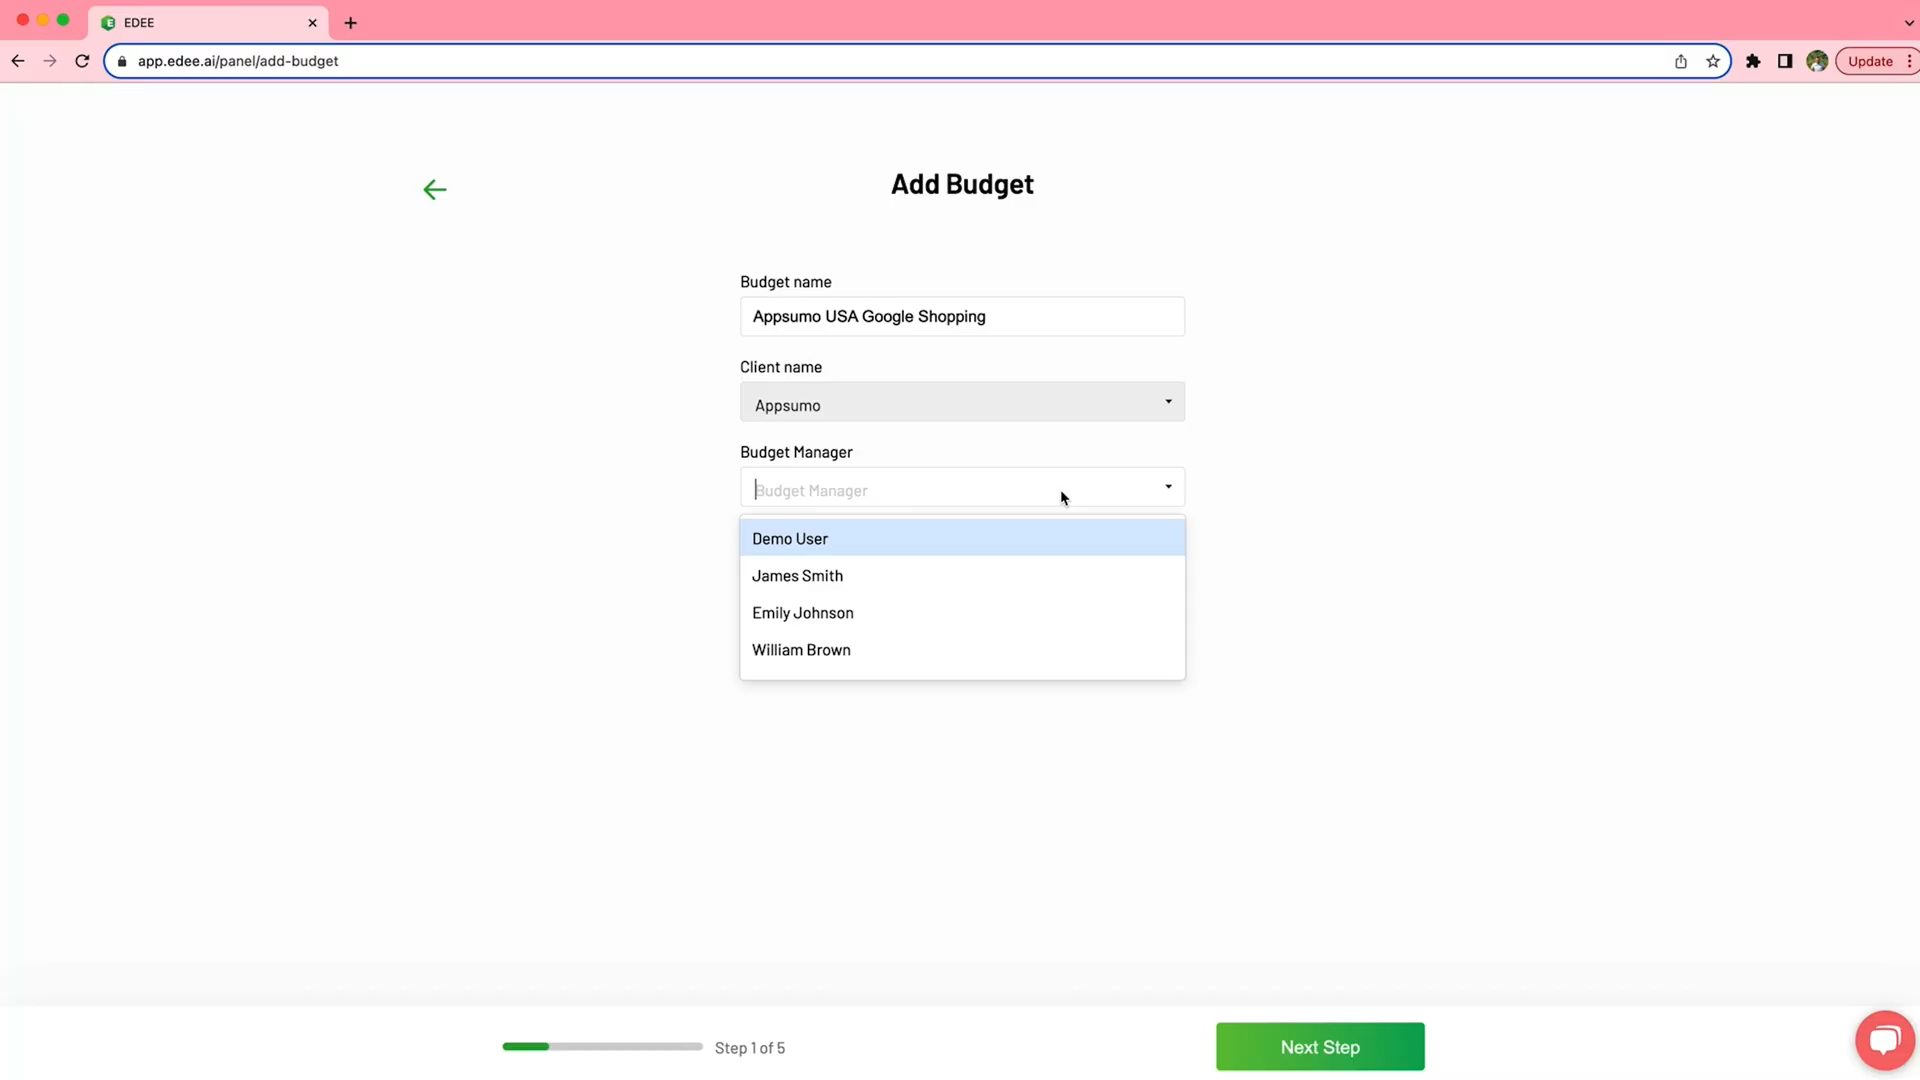 EDEE
app.edee.ai/panel/add-budget
Update
Add Budget
Budget name
Appsumo USA Google Shopping
Client name
Appsumo
Budget Manager
Budget Manager
Demo User
James Smith
Emily Johnson
William Brown
Step 1 of 5
Next Step